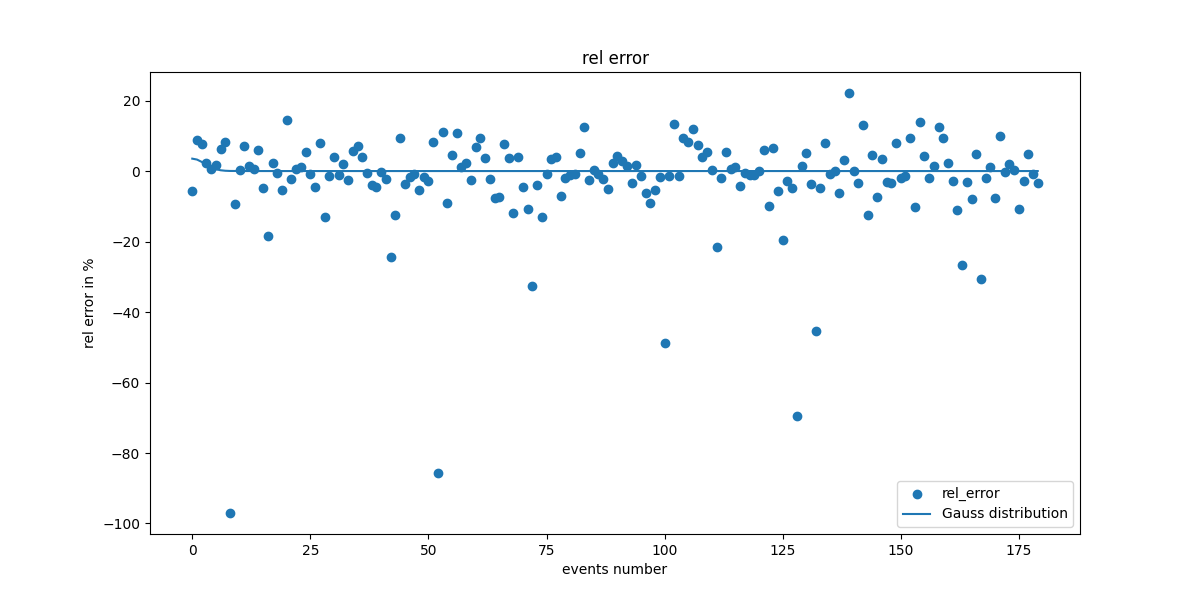 rel error
rel error in %
20
0
−20
−40
−60
−80
−100
0 25 50 75 100 125 150 175
events number
rel_error
Gauss distribution